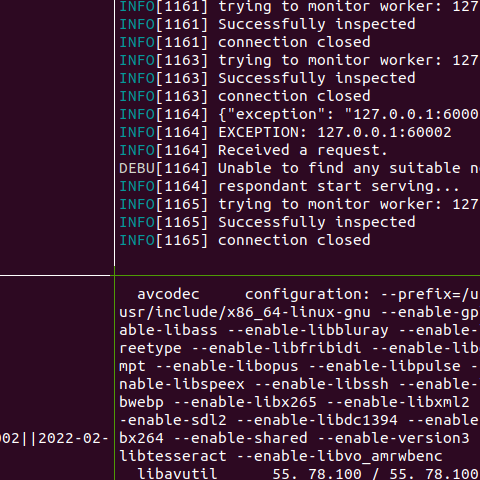 INFO[1161] trying to monitor worker: 127
INFO[1161] Successfully inspected
INFO[1161] connection closed
INFO[1163] trying to monitor worker: 127
INFO[1163] Successfully inspected
INFO[1163] connection closed
INFO[1164] {"exception": "127.0.0.1:6000
INFO[1164] EXCEPTION: 127.0.0.1:60002
INFO[1164] Received a request.
DEBU[1164] Unable to find any suitable n
INFO[1164] respondant start serving...
INFO[1165] trying to monitor worker: 127
INFO[1165] Successfully inspected
INFO[1165] connection closed
avcodec configuration: --prefix=/u
usr/include/x86_64-linux-gnu --enable-gp
able-libass --enable-libbluray --enable-
reetype --enable-libfribidi --enable-lib
mpt --enable-libopus --enable-libpulse -
nable-libspeex --enable-libssh --enable-
bwebp --enable-libx265 --enable-libxml2
-enable-sdl2 --enable-libdc1394 --enable-
bx264 --enable-shared --enable-version3
libtesseract --enable-libvo_amrwbenc
libavutil 55. 78.100 / 55. 78.100
002||2022-02-